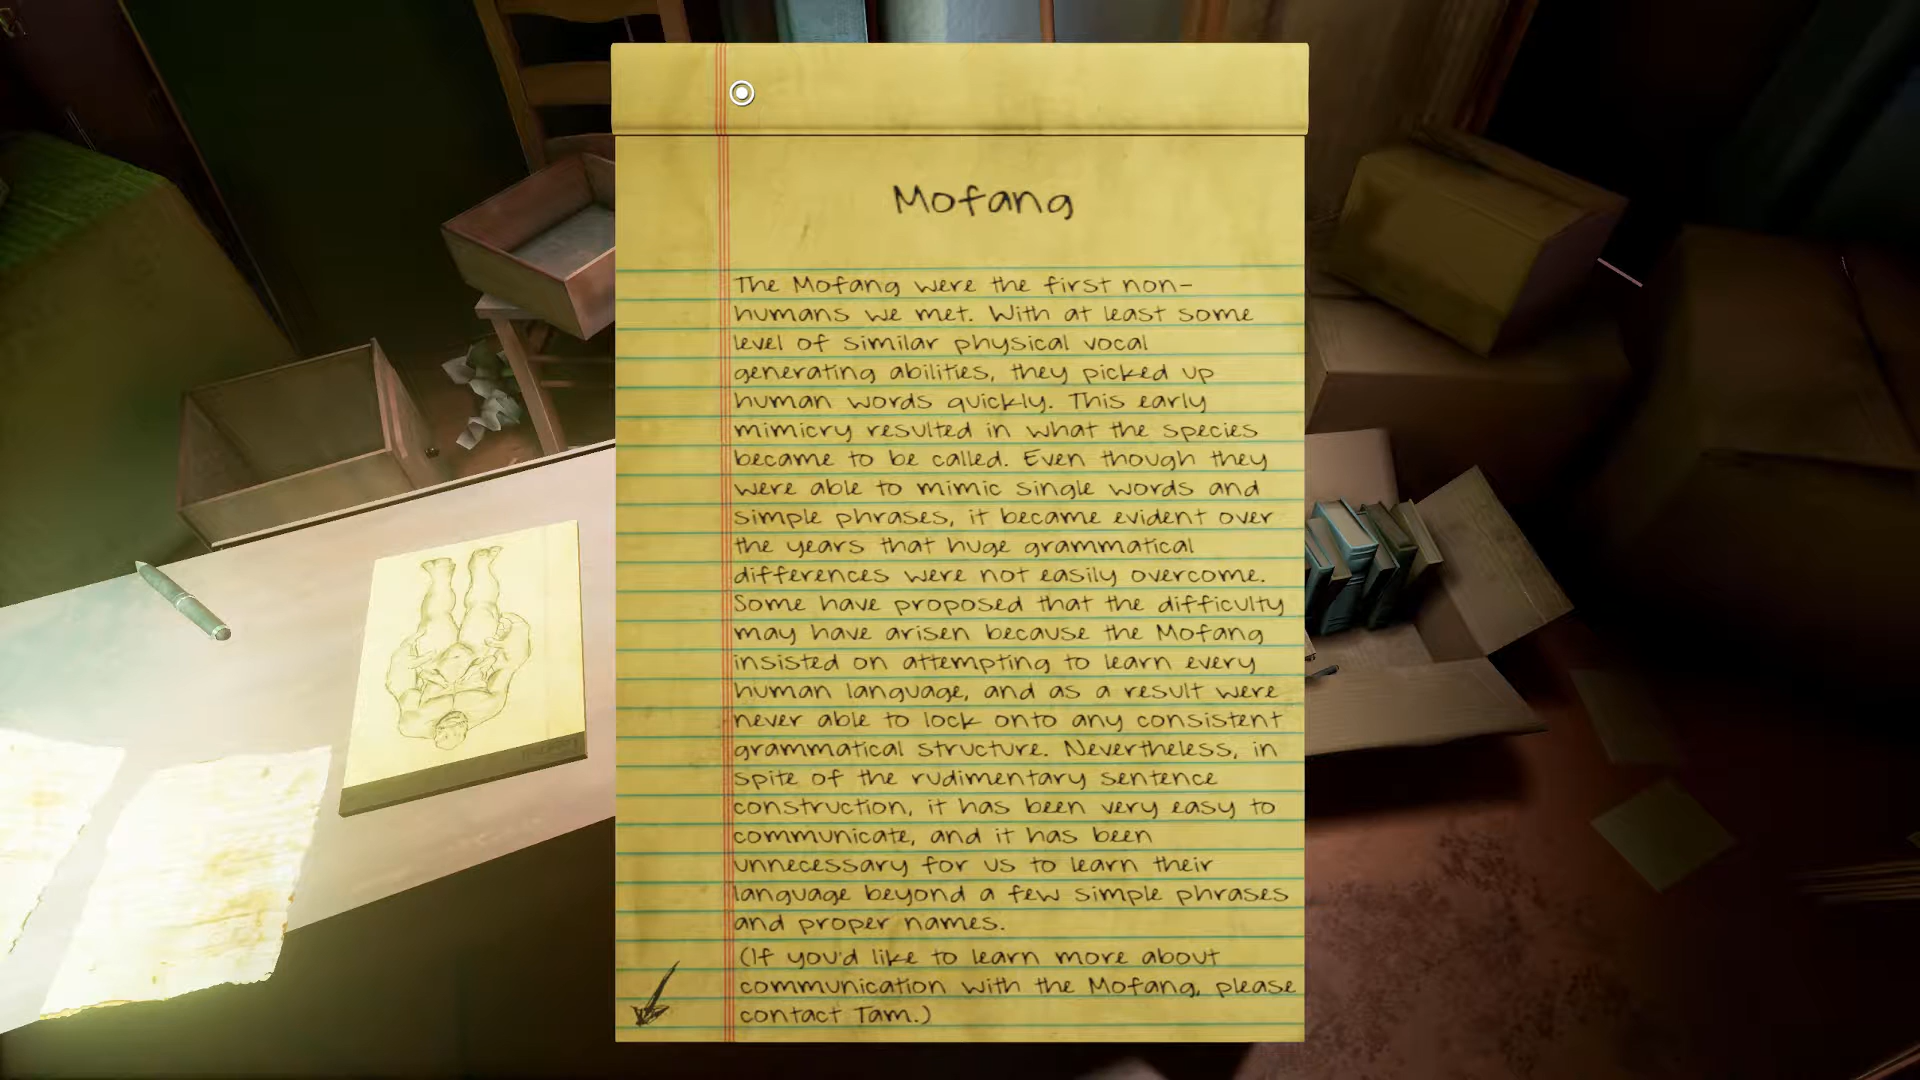 Mofang
The Mofang were the first non-
humans we met. With at least some
level of similar physical vocal
generating abilities, they picked up
human words quickly. This early
mimicry resulted in what the species
became to be called. Even though they
were able to mimic single words and
simple phrases, it became evident over
the years that huge grammatical
differences were not easily overcome.
Some have proposed that the difficulty
may have arisen because the Mofang
insisted on attempting to learn every
human language, and as a result were
never able to lock onto any consistent
grammatical structure. Nevertheless, in
spite of the rudimentary sentence
construction, it has been very easy to
communicate, and it has been
unnecessary for us to learn their
language beyond a few simple phrases
and proper names.
(If you'd like to learn more about
communication with the Mofang, please
contact Tam.)